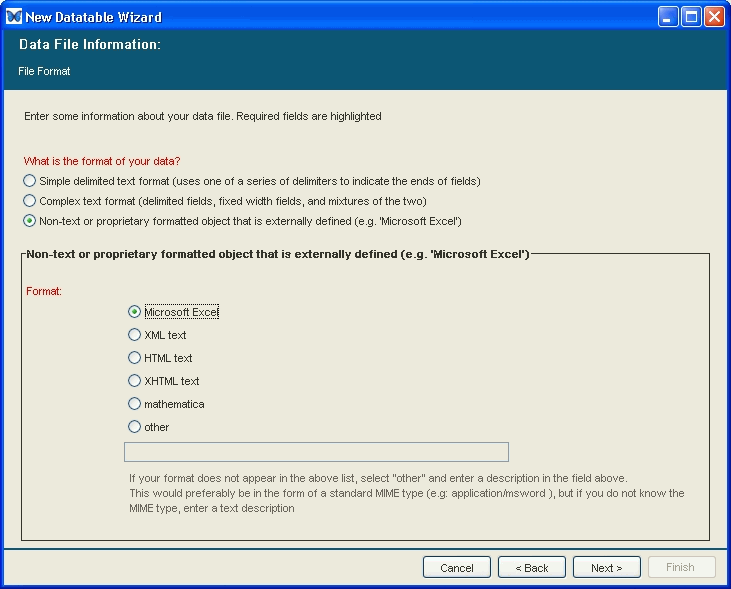 New Datatable Wizard
Data File Information:
File Format
Enter some information about your data file. Required fields are highlighted
What is the format of your data?
Simple delimited text format (uses one of a series of delimiters to indicate the ends of fields)
Complex text format (delimited fields, fixed width fields, and mixtures of the two)
Non-text or proprietary formatted object that is externally defined (e.g. 'Microsoft Excel')
Non-text or proprietary formatted object that is externally defined (e.g. 'Microsoft Excel')
Format:
Microsoft Excel
XML text
HTML text
XHTML text
mathematica
other
If your format does not appear in the above list, select "other" and enter a description in the field above.
This would preferably be in the form of a standard MIME type (e.g: application/msword ), but if you do not know the
MIME type, enter a text description
Cancel
< Back
Next >
Finish